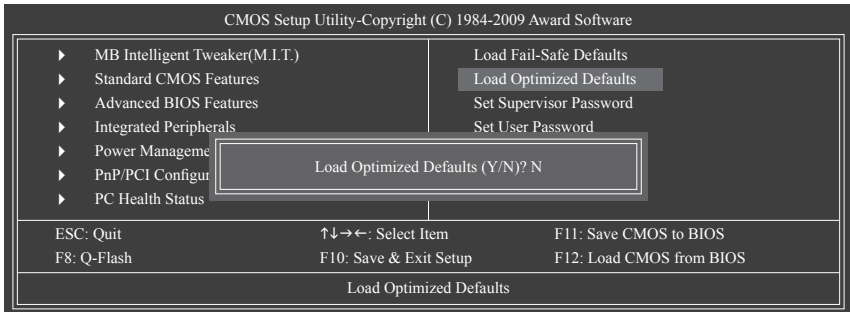 CMOS Setup Utility-Copyright (C) 1984-2009 Award Software
MB Intelligent Tweaker(M.I.T.)
Standard CMOS Features
Advanced BIOS Features
Integrated Peripherals
Power Manageme
PnP/PCI Configur
PC Health Status
Load Fail-Safe Defaults
Load Optimized Defaults
Set Supervisor Password
Set User Password
Load Optimized Defaults (Y/N)? N
ESC: Quit ↑↓→←: Select Item F11: Save CMOS to BIOS
F8: Q-Flash F10: Save & Exit Setup F12: Load CMOS from BIOS
Load Optimized Defaults